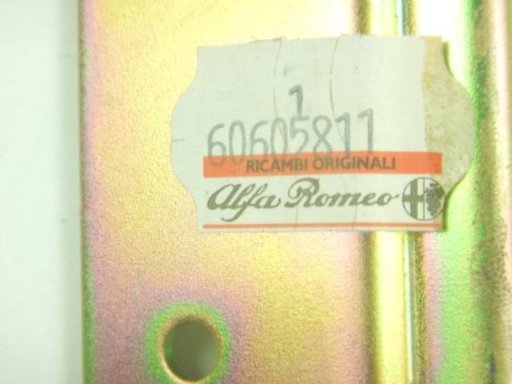 1
60605811
RICAMBI ORIGINALI
Alfa Romeo